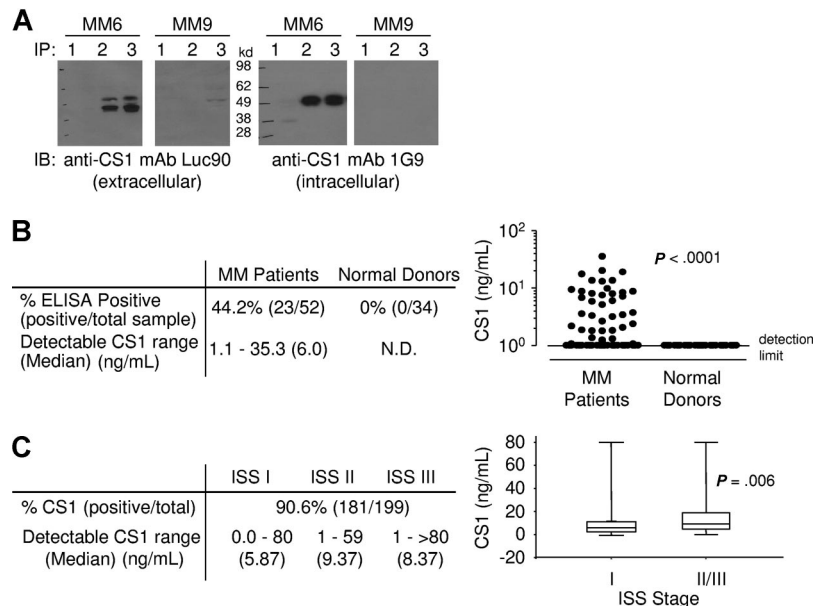 A
MM6 MM9 MM6 MM9
IP: 1 2 3 1 2 3 kd 1 2 3 1 2 3
98
62
49
38
28
IB: anti-CS1 mAb Luc90 anti-CS1 mAb 1G9
(extracellular) (intracellular)
B
MM Patients Normal Donors
% ELISA Positive
(positive/total sample) 44.2% (23/52) 0% (0/34)
Detectable CS1 range
(Median) (ng/mL) 1.1 - 35.3 (6.0) N.D.
CS1 (ng/mL)
10²
10¹
10⁰
P < .0001
detection
limit
MM Normal
Patients Donors
C
ISS I ISS II ISS III
% CS1 (positive/total) 90.6% (181/199)
Detectable CS1 range 0.0 - 80 1 - 59 1 - >80
(Median) (ng/mL) (5.87) (9.37) (8.37)
CS1 (ng/mL)
80
60
40
20
0
-20
P = .006
I II/III
ISS Stage